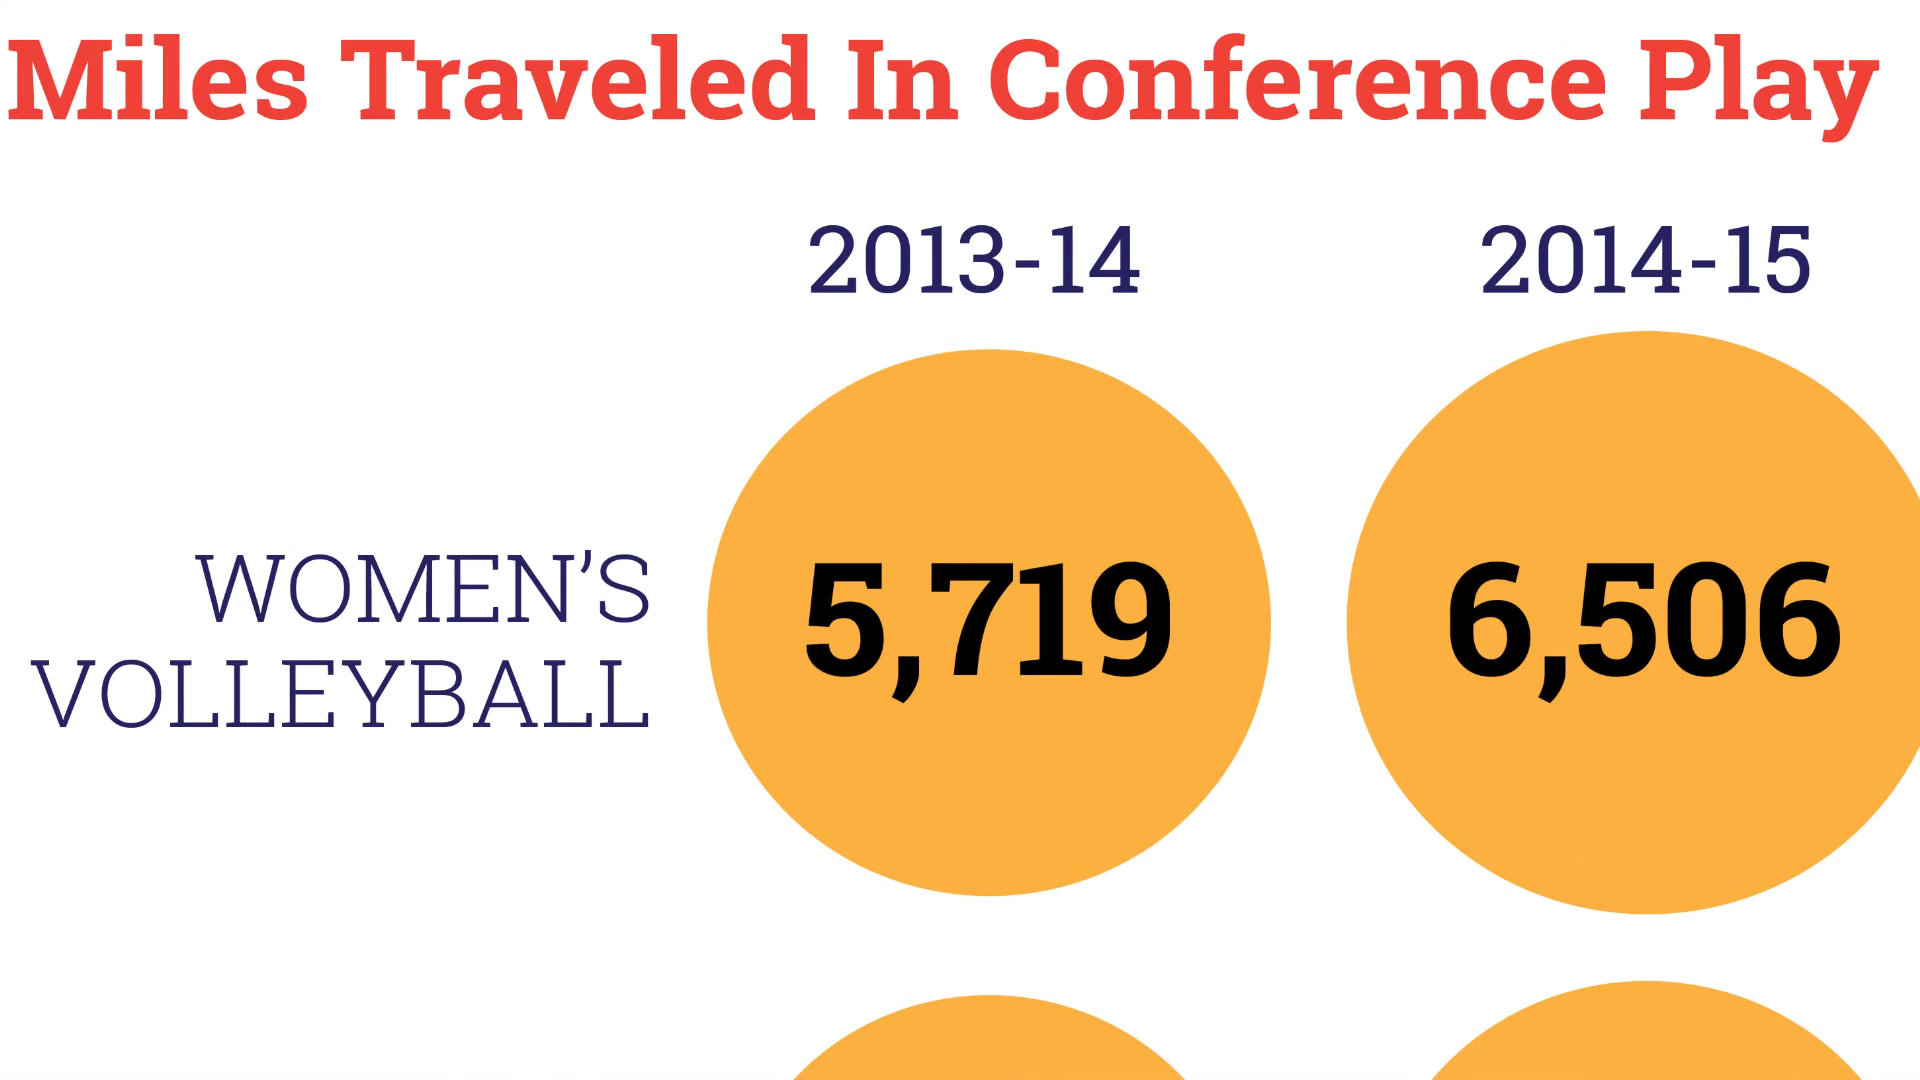 Miles Traveled In Conference Play
2013-14 2014-15
WOMEN’S
VOLLEYBALL
5,719 6,506